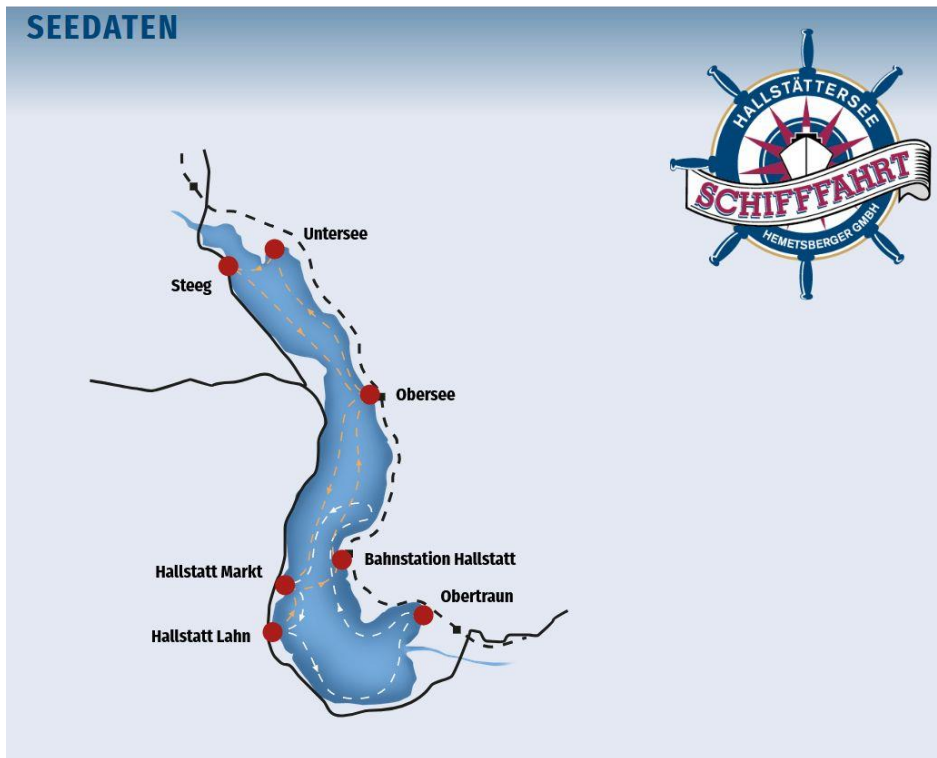 SEEDATEN
HALLSTÄTTERSEE
SCHIFFFAHRT
HEMETSBERGER GMBH
Untersee
Steeg
Obersee
Hallstatt Markt
Bahnstation Hallstatt
Obertraun
Hallstatt Lahn